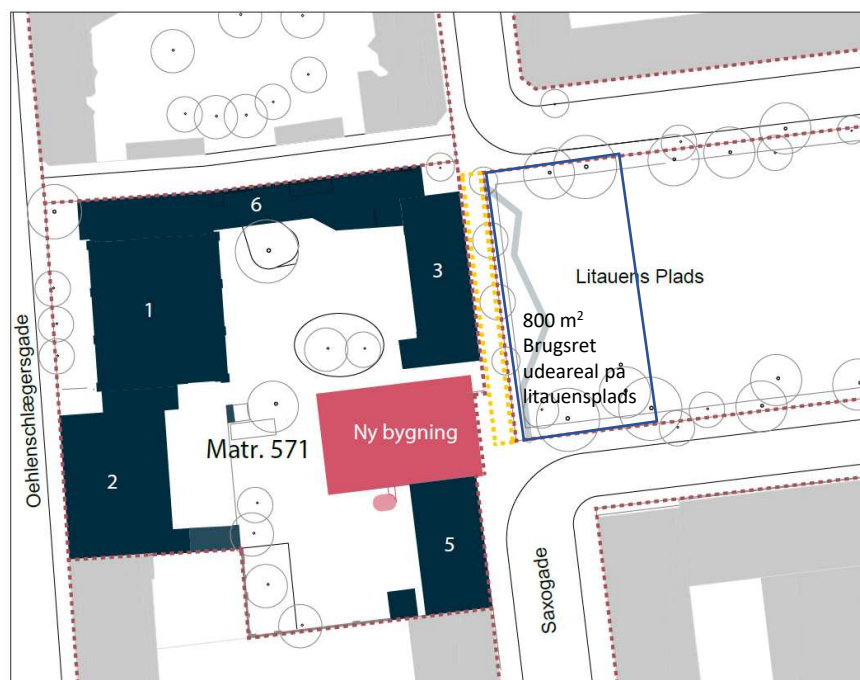 6
3
1
Litauens Plads
800 m²
Brugsret
udeareal på
litauensplads
Oehlenschlægersgade
Ny bygning
Matr. 571
2
5
Saxogade